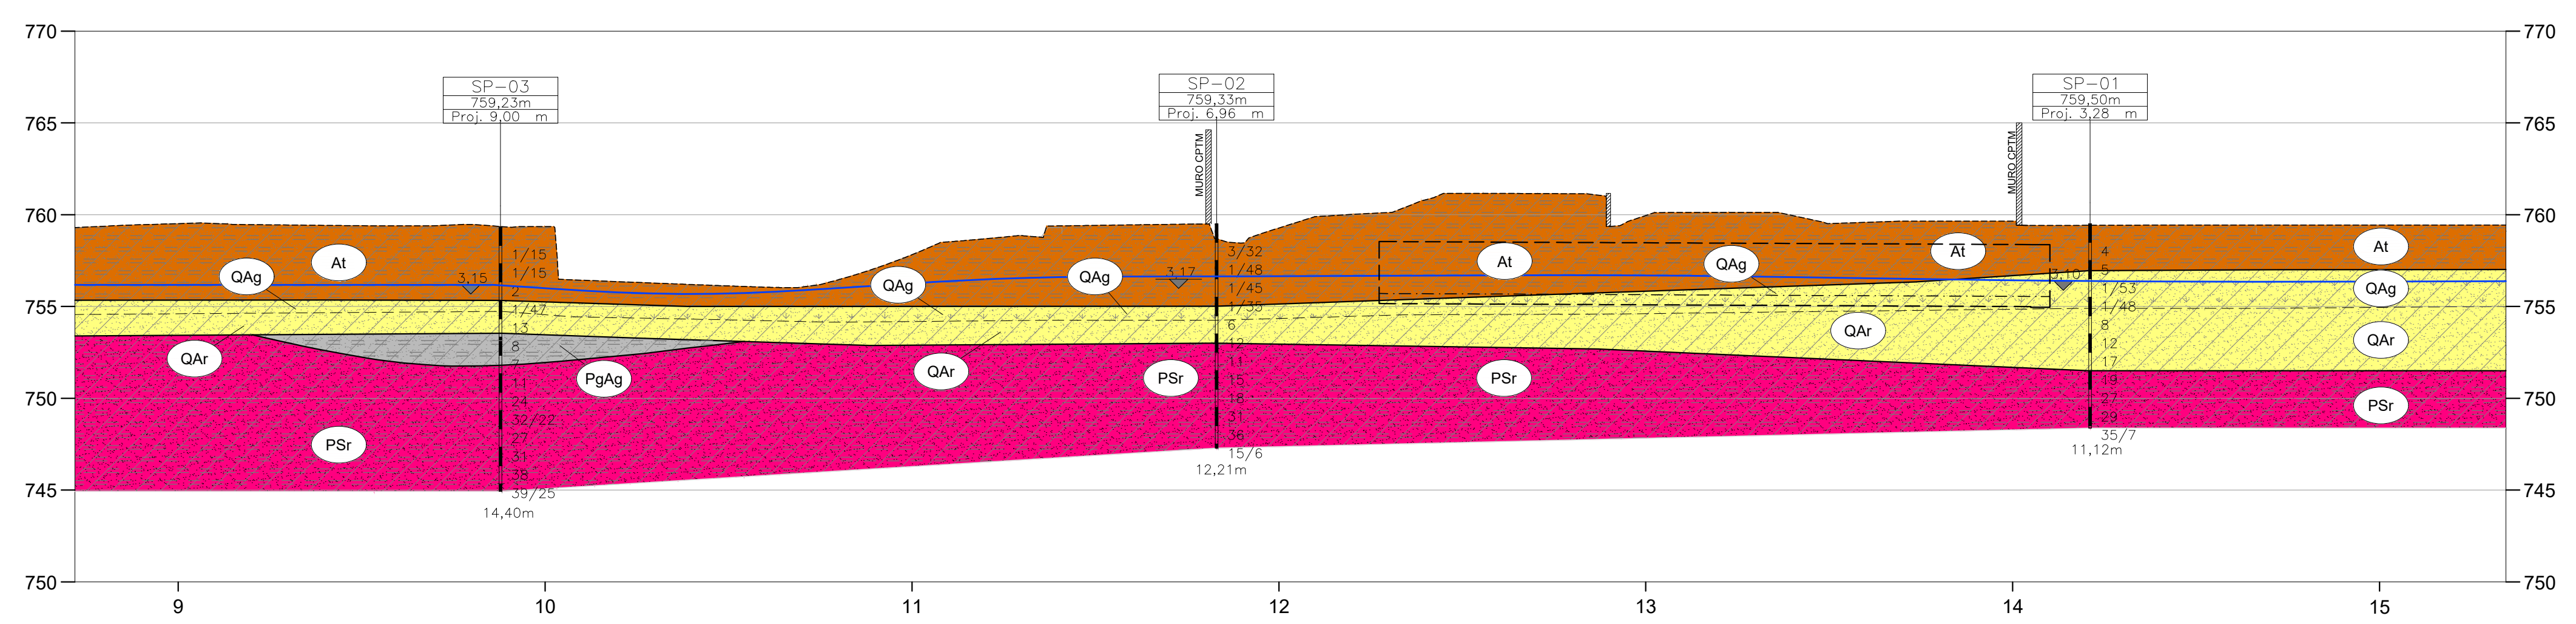 770
770
SP-03
759,23m
Proj. 9,00 m
SP-02
759,33m
Proj. 6,96 m
SP-01
759,50m
Proj. 3,28 m
765
765
MURO CPTM
MURO CPTM
760
760
At
At
At
At
QAg
QAg
QAg
QAg
QAg
3,15
3,17
3,10
1/15
1/15
2
1/47
13
8
7
11
24
32/22
27
31
38
39/25
14,40m
3/32
1/48
1/45
1/35
6
12
11
15
18
31
36
15/6
12,21m
4
5
1/53
1/48
8
12
17
19
27
29
35/7
11,12m
755
755
QAr
QAr
QAr
QAr
PgAg
PSr
PSr
PSr
PSr
750
750
745
745
750
750
9
10
11
12
13
14
15